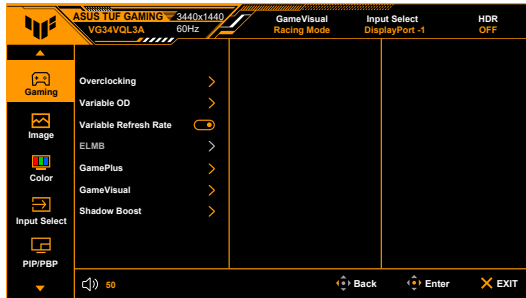 ASUS TUF GAMING 3440x1440
VG34VQL3A 60Hz
GameVisual Input Select HDR
Racing Mode DisplayPort -1 OFF
Gaming
Image
Color
Input Select
PIP/PBP
Overclocking
Variable OD
Variable Refresh Rate
ELMB
GamePlus
GameVisual
Shadow Boost
50
Back Enter EXIT